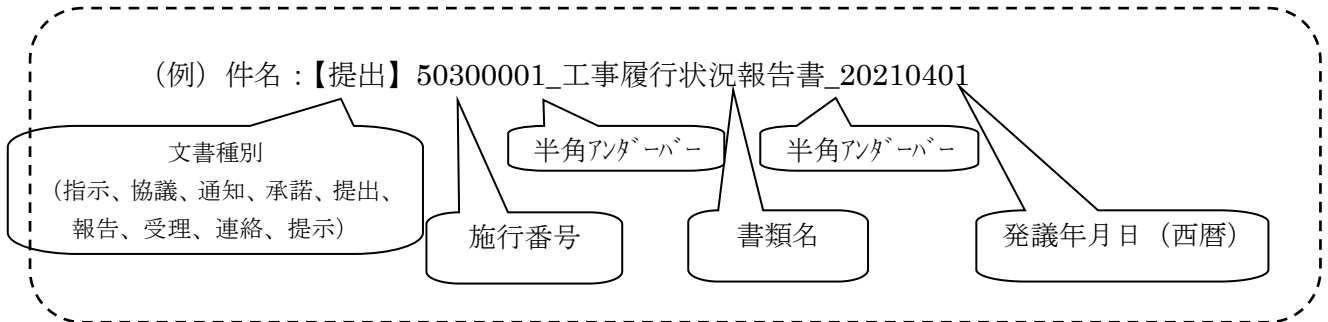 （例）件名：【提出】50300001_工事履行状況報告書_20210401
文書種別
（指示、協議、通知、承諾、提出、
報告、受理、連絡、提示）
半角ｱﾝﾀﾞｰﾊﾞｰ
半角ｱﾝﾀﾞｰﾊﾞｰ
施行番号
書類名
発議年月日（西暦）